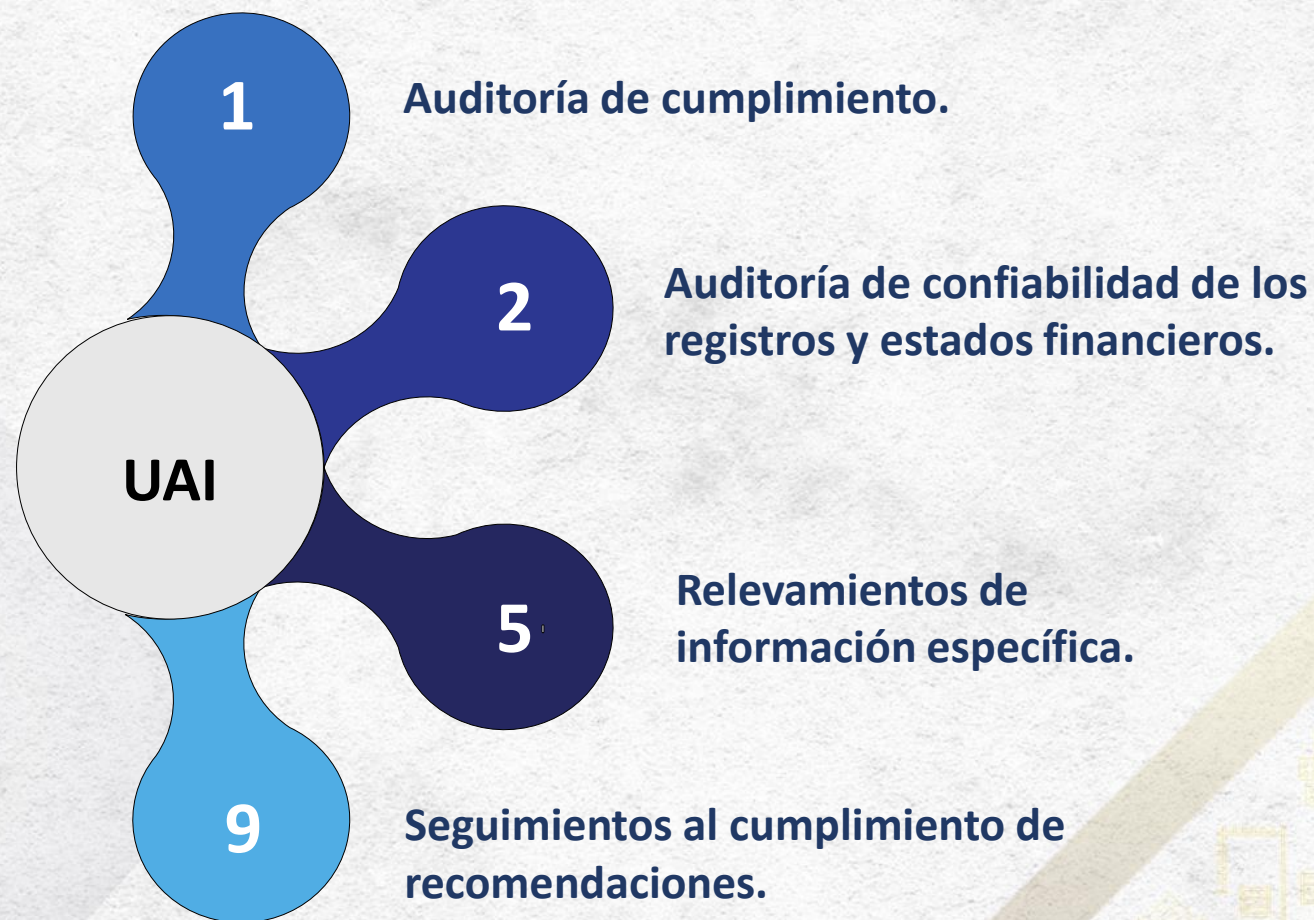 1
Auditoría de cumplimiento.
2
Auditoría de confiabilidad de los
registros y estados financieros.
UAI
5
Relevamientos de
información específica.
9
Seguimientos al cumplimiento de
recomendaciones.